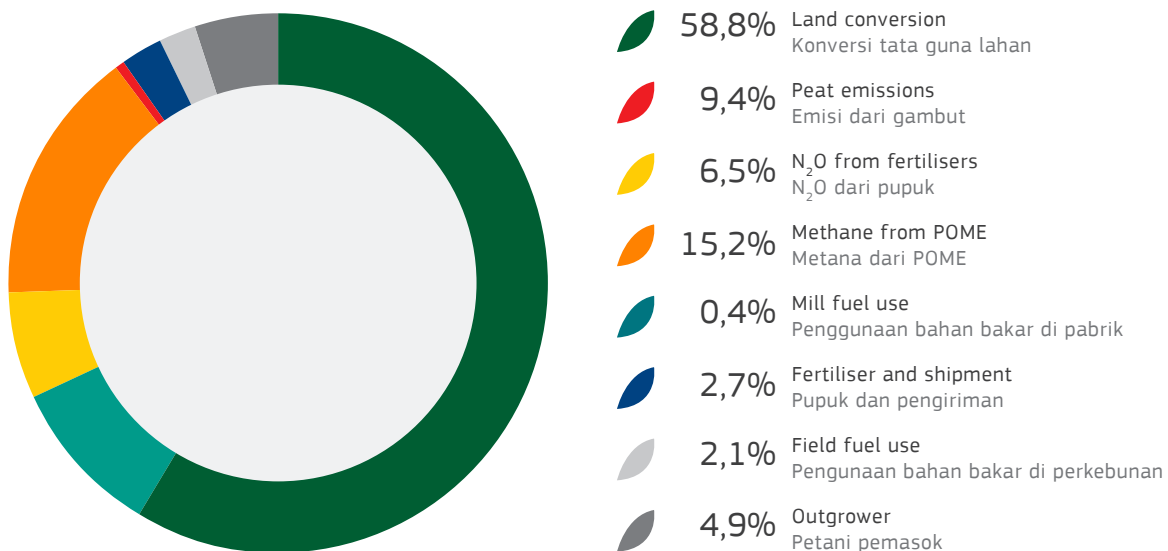 58,8% Land conversion
Konversi tata guna lahan
9,4% Peat emissions
Emisi dari gambut
6,5% N₂O from fertilisers
N₂O dari pupuk
15,2% Methane from POME
Metana dari POME
0,4% Mill fuel use
Penggunaan bahan bakar di pabrik
2,7% Fertiliser and shipment
Pupuk dan pengiriman
2,1% Field fuel use
Pengunaan bahan bakar di perkebunan
4,9% Outgrower
Petani pemasok